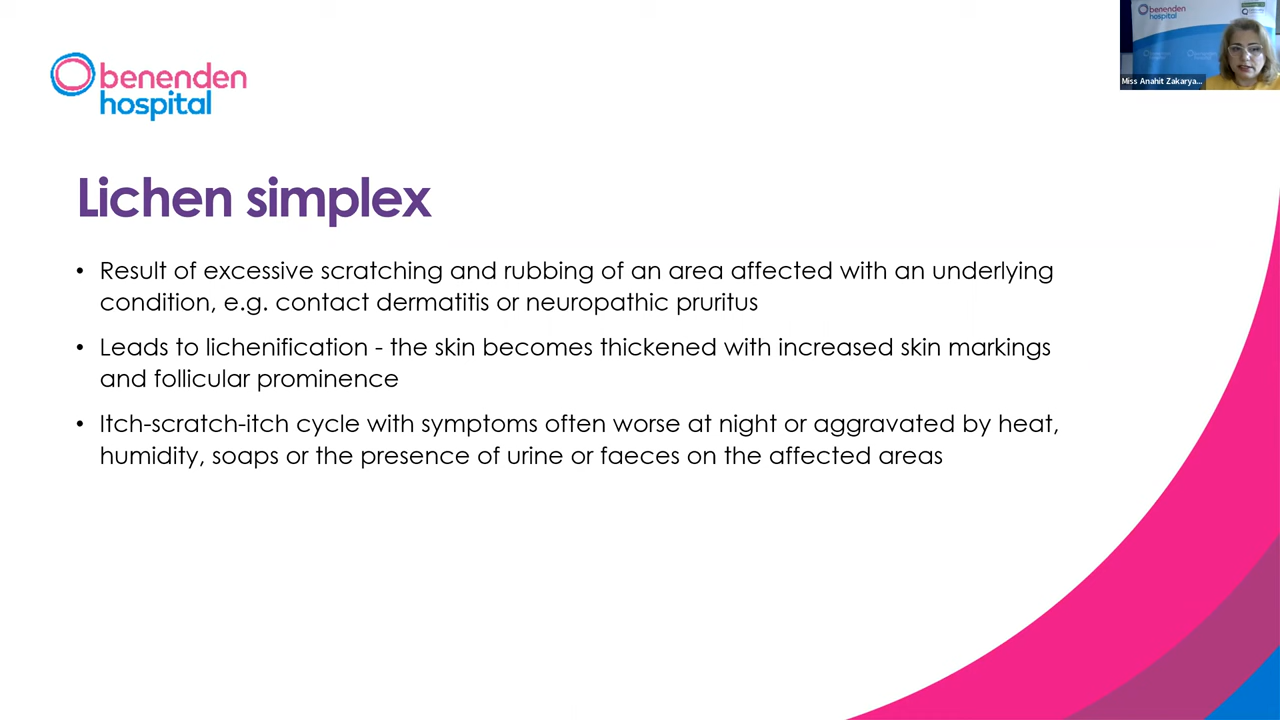 benenden
hospital
benenden
hospital
Miss Anahit Zakarya...
Lichen simplex
• Result of excessive scratching and rubbing of an area affected with an underlying
condition, e.g. contact dermatitis or neuropathic pruritus
• Leads to lichenification - the skin becomes thickened with increased skin markings
and follicular prominence
• Itch-scratch-itch cycle with symptoms often worse at night or aggravated by heat,
humidity, soaps or the presence of urine or faeces on the affected areas